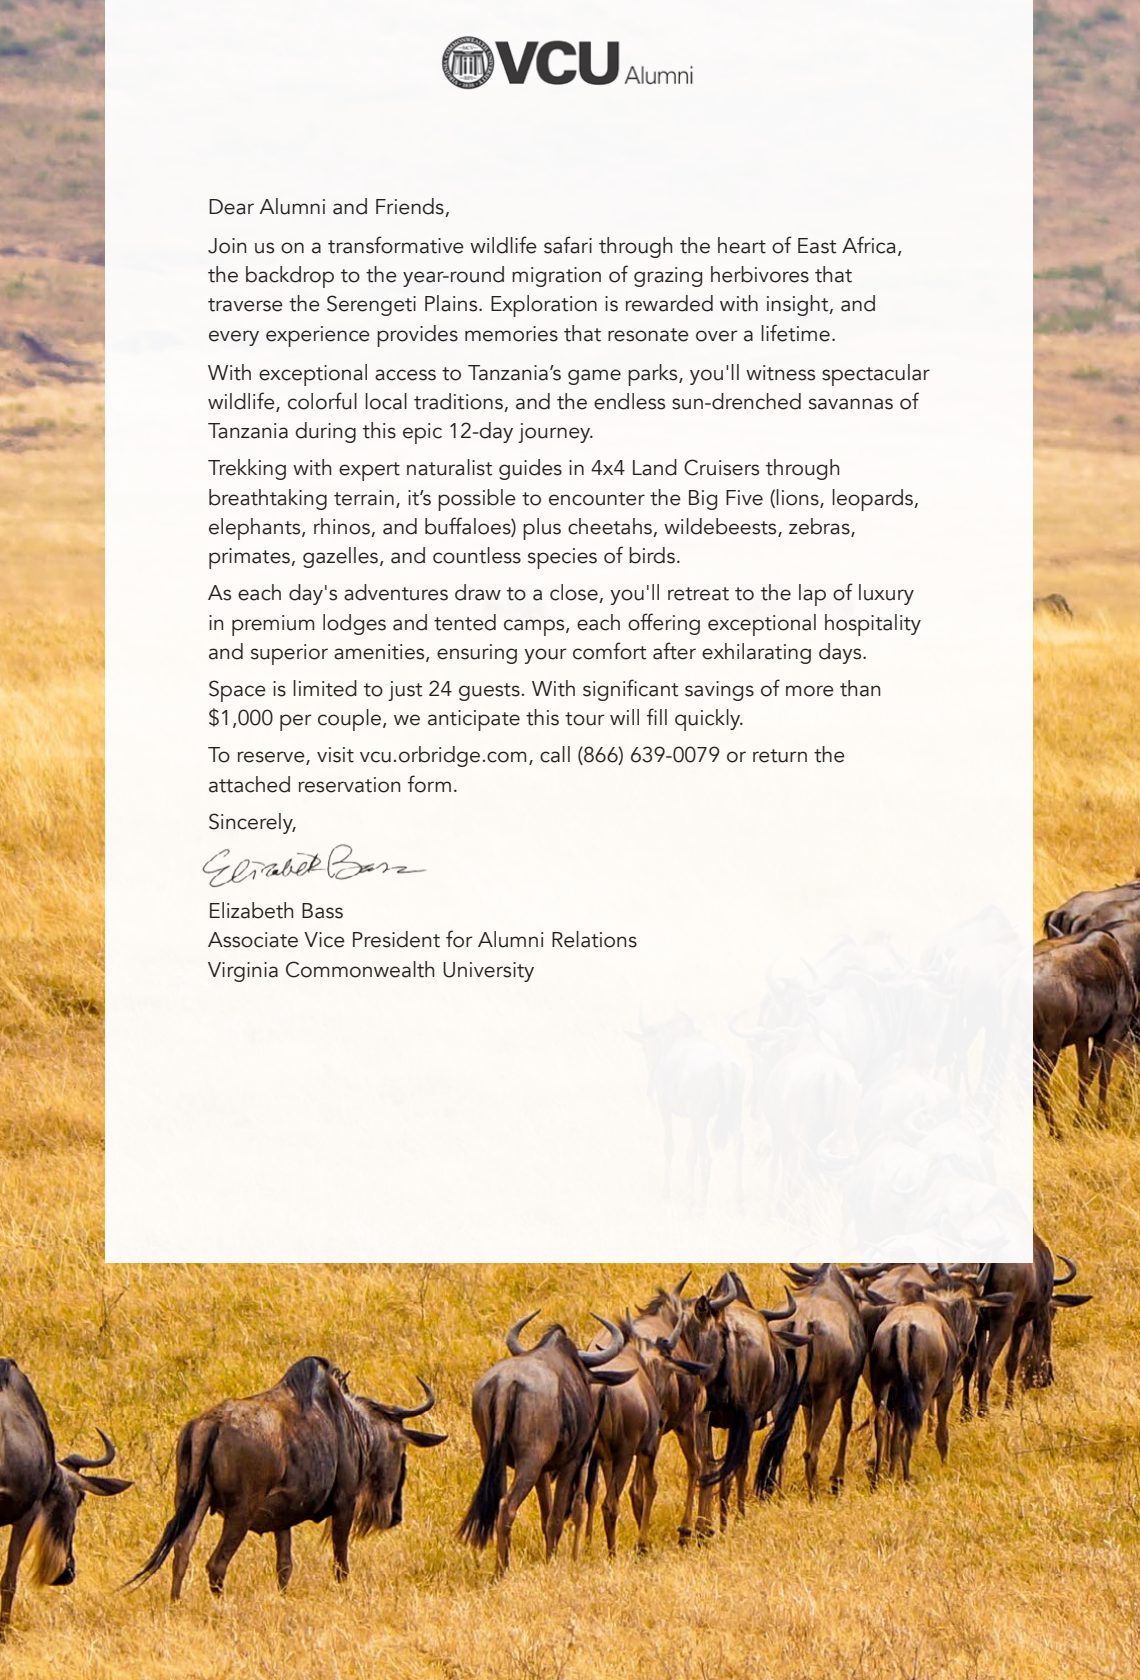 VCU Alumni
Dear Alumni and Friends,
Join us on a transformative wildlife safari through the heart of East Africa,
the backdrop to the year-round migration of grazing herbivores that
traverse the Serengeti Plains. Exploration is rewarded with insight, and
every experience provides memories that resonate over a lifetime.
With exceptional access to Tanzania’s game parks, you'll witness spectacular
wildlife, colorful local traditions, and the endless sun-drenched savannas of
Tanzania during this epic 12-day journey.
Trekking with expert naturalist guides in 4x4 Land Cruisers through
breathtaking terrain, it’s possible to encounter the Big Five (lions, leopards,
elephants, rhinos, and buffaloes) plus cheetahs, wildebeests, zebras,
primates, gazelles, and countless species of birds.
As each day's adventures draw to a close, you'll retreat to the lap of luxury
in premium lodges and tented camps, each offering exceptional hospitality
and superior amenities, ensuring your comfort after exhilarating days.
Space is limited to just 24 guests. With significant savings of more than
$1,000 per couple, we anticipate this tour will fill quickly.
To reserve, visit vcu.orbridge.com, call (866) 639-0079 or return the
attached reservation form.
Sincerely,
Elizabeth Bass
Elizabeth Bass
Associate Vice President for Alumni Relations
Virginia Commonwealth University